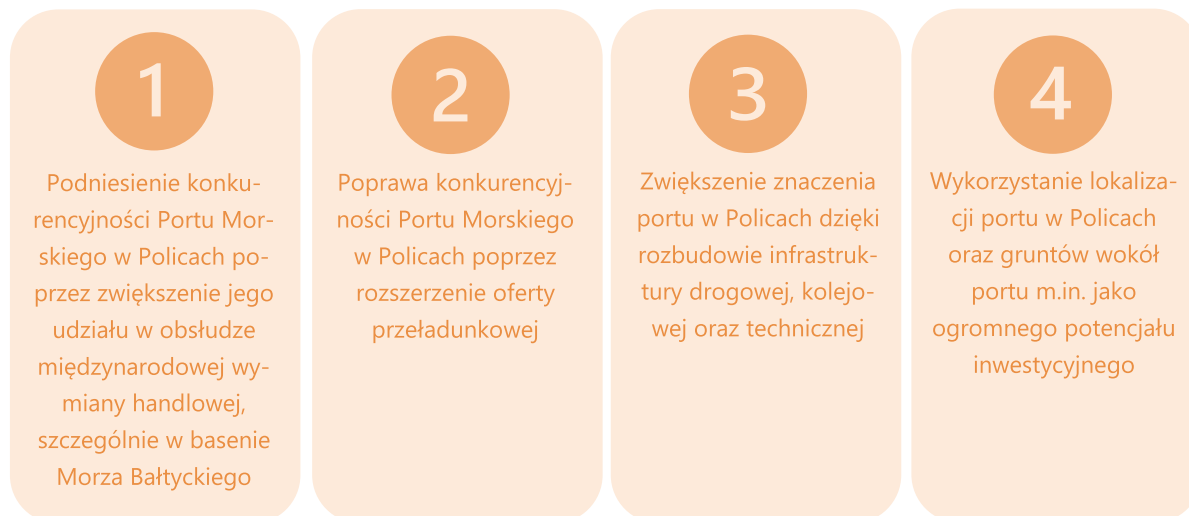 1
Podniesienie konku-
rencyjności Portu Mor-
skiego w Policach po-
przez zwiększenie jego
udziału w obsłudze
międzynarodowej wy-
miany handlowej,
szczególnie w basenie
Morza Bałtyckiego
2
Poprawa konkurencyj-
ności Portu Morskiego
w Policach poprzez
rozszerzenie oferty
przeładunkowej
3
Zwiększenie znaczenia
portu w Policach dzięki
rozbudowie infrastruk-
tury drogowej, kolejo-
wej oraz technicznej
4
Wykorzystanie lokaliza-
cji portu w Policach
oraz gruntów wokół
portu m.in. jako
ogromnego potencjału
inwestycyjnego